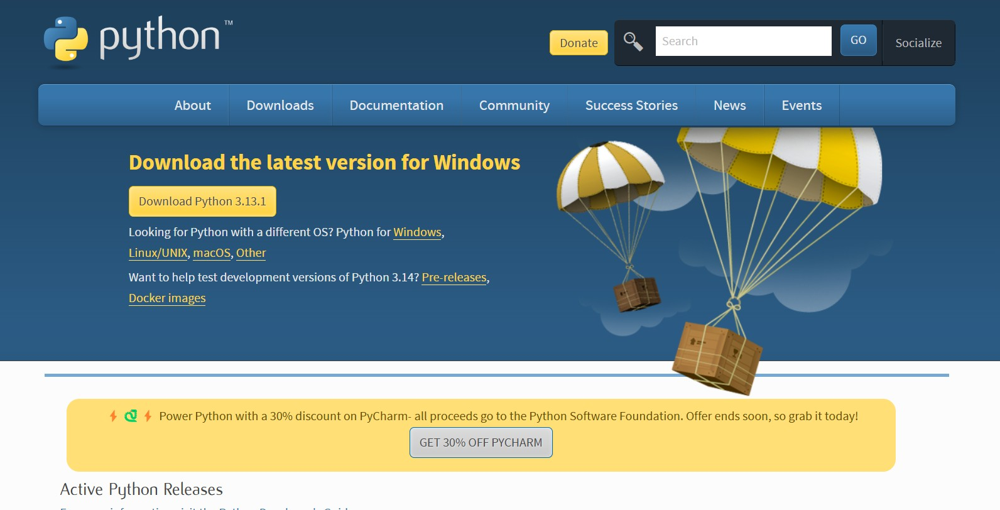 python™
Donate
Search
GO
Socialize
About
Downloads
Documentation
Community
Success Stories
News
Events
Download the latest version for Windows
Download Python 3.13.1
Looking for Python with a different OS? Python for Windows,
Linux/UNIX, macOS, Other
Want to help test development versions of Python 3.14? Pre-releases,
Docker images
Power Python with a 30% discount on PyCharm- all proceeds go to the Python Software Foundation. Offer ends soon, so grab it today!
GET 30% OFF PYCHARM
Active Python Releases